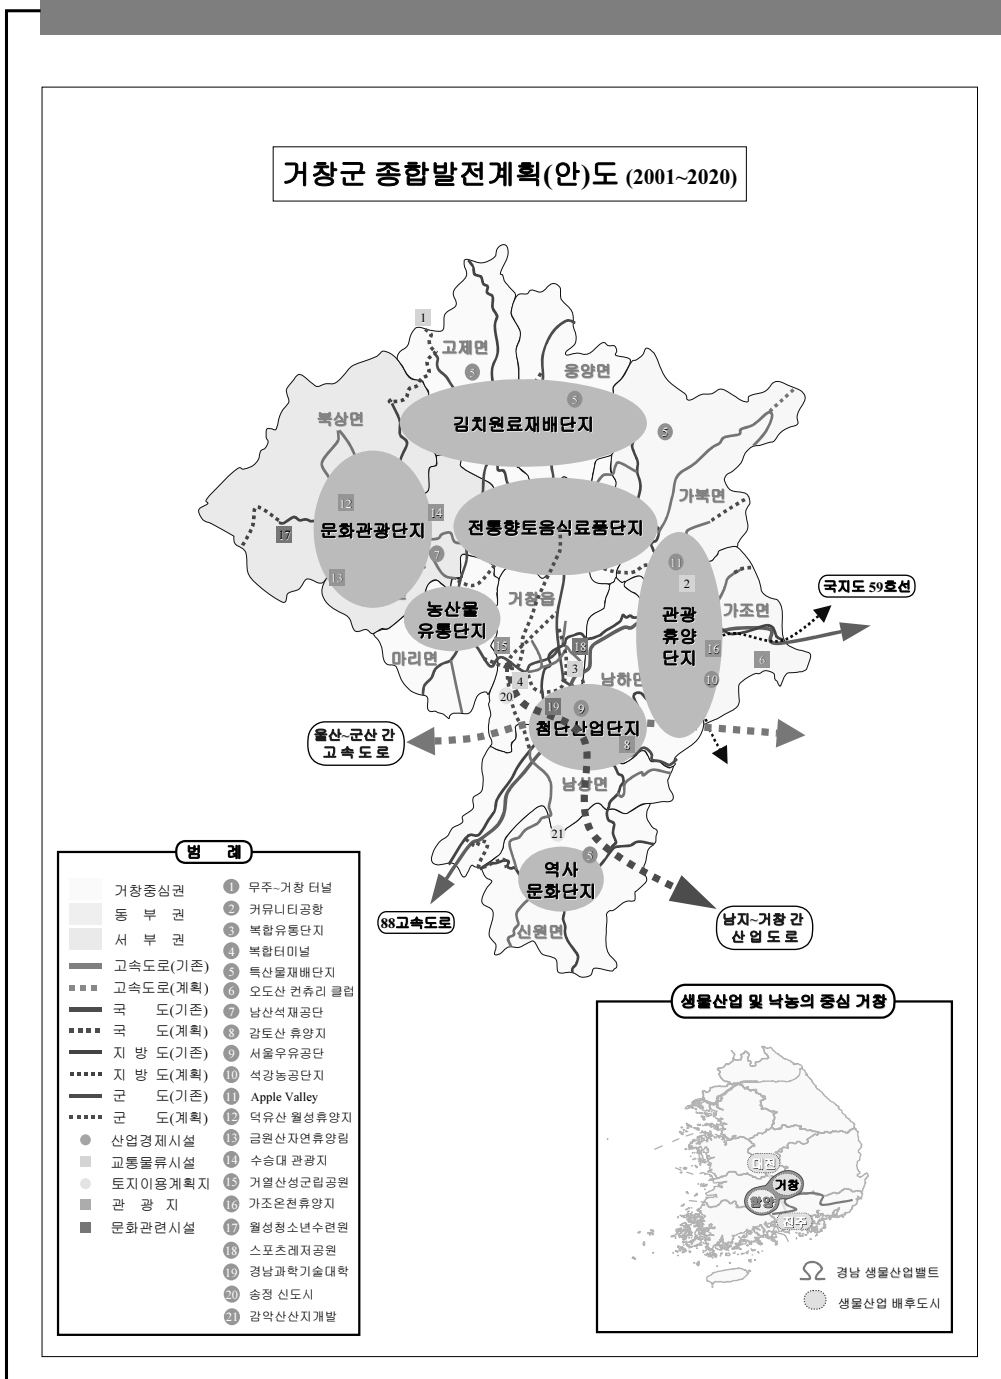 거창군 종합발전계획(안)도 (2001~2020)
1
고제면
5
웅양면
5
김치원료재배단지
북상면
5
가북면
12
14
문화관광단지
전통향토음식료품단지
17
7
11
2
국지도 59호선
13
농산물
유통단지
거창읍
관광
휴양
단지
가조면
마리면
15
18
16
6
3
남하면
10
4
20
19
9
첨단산업단지
8
울산~군산 간
고 속 도 로
남상면
21
역사
문화단지
5
88고속도로
신원면
남지~거창 간
산 업 도 로
범 례
거창중심권
동 부 권
서 부 권
고속도로(기존)
고속도로(계획)
국 도(기존)
국 도(계획)
지 방 도(기존)
지 방 도(계획)
군 도(기존)
군 도(계획)
산업경제시설
교통물류시설
토지이용계획지
관 광 지
문화관련시설
1 무주~거창 터널
2 커뮤니티공항
3 복합유통단지
4 복합터미널
5 특산물재배단지
6 오도산 컨츄리 클럽
7 남산석재공단
8 감토산 휴양지
9 서울우유공단
10 석강농공단지
11 Apple Valley
12 덕유산 월성휴양지
13 금원산자연휴양림
14 수승대 관광지
15 거열산성군립공원
16 가조온천휴양지
17 월성청소년수련원
18 스포츠레저공원
19 경남과학기술대학
20 송정 신도시
21 감악산산지개발
생물산업 및 낙농의 중심 거창
대전
거창
함양
진주
경남 생물산업밸트
생물산업 배후도시